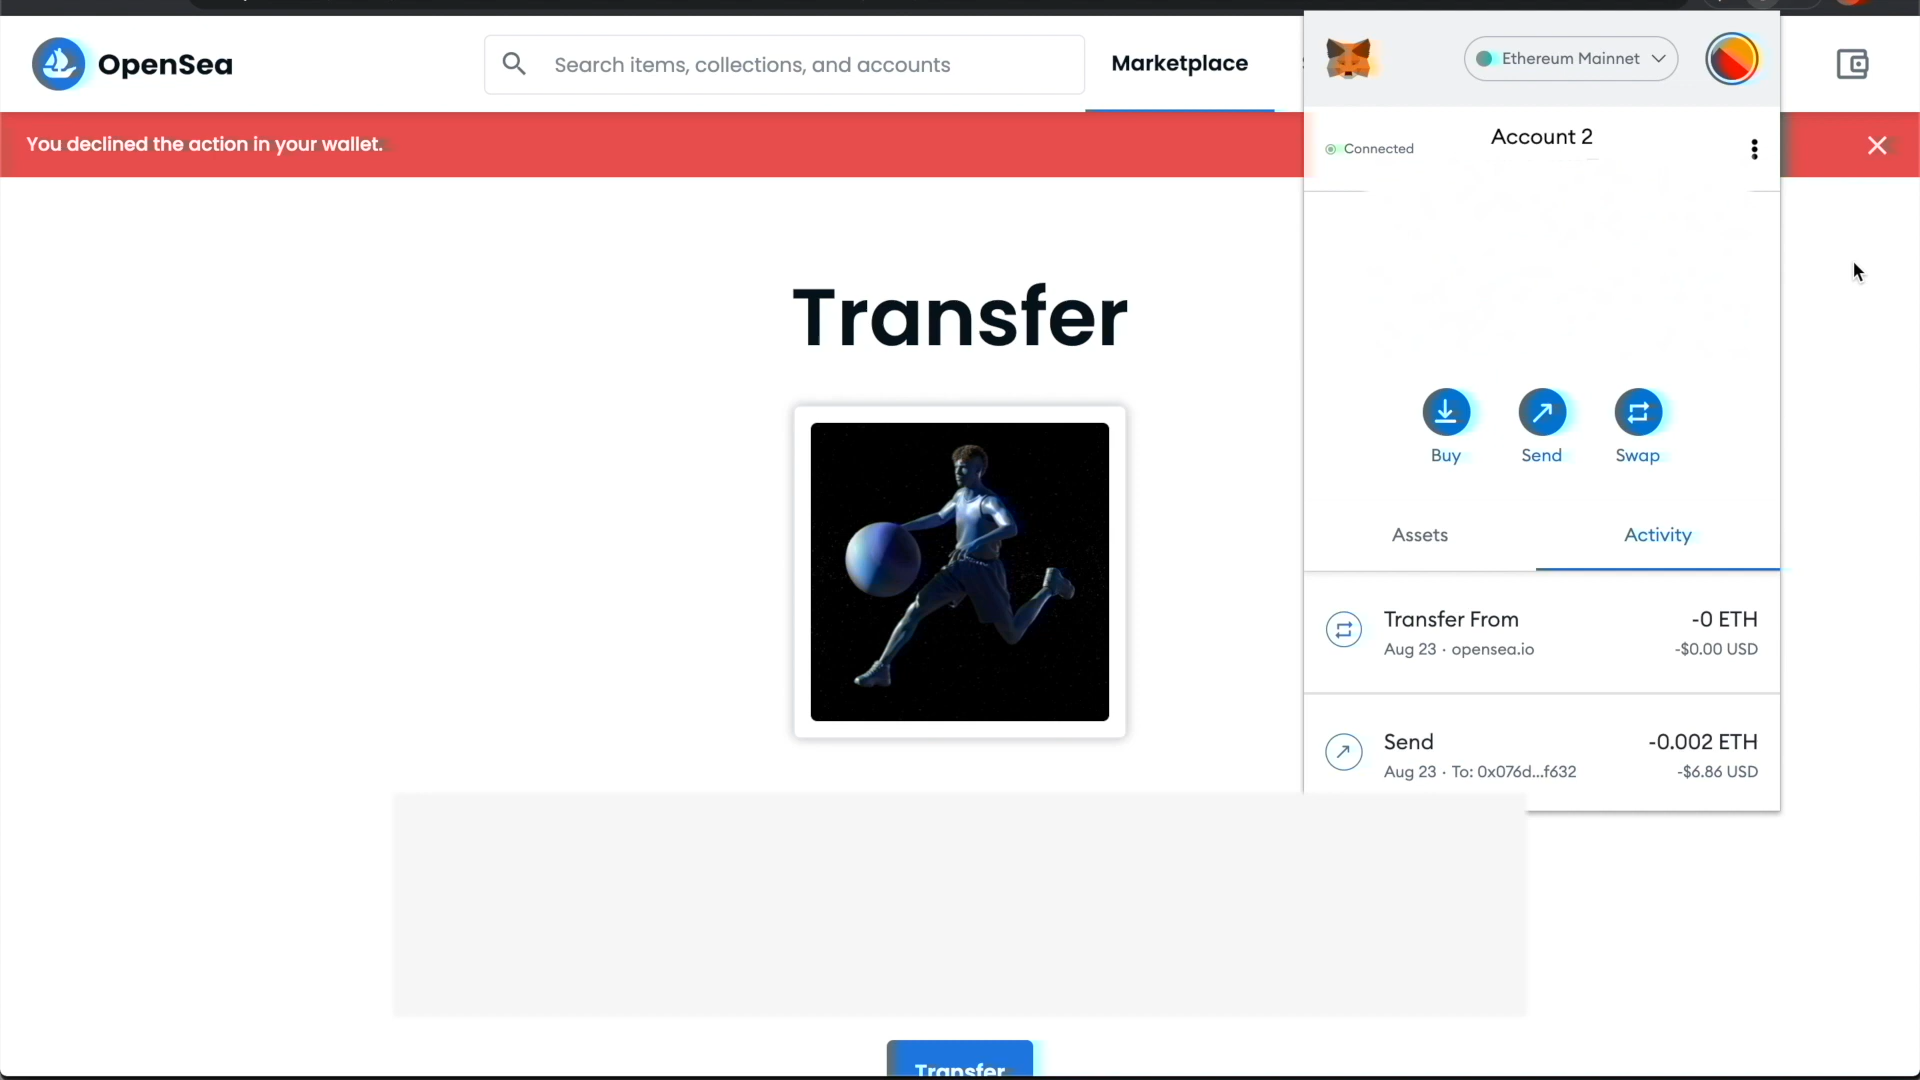 OpenSea
Search items, collections, and accounts
Marketplace
Ethereum Mainnet
You declined the action in your wallet.
Connected
Account 2
Transfer
Buy
Send
Swap
Assets
Activity
Transfer From
-0 ETH
Aug 23 · opensea.io
-$0.00 USD
Send
-0.002 ETH
Aug 23 · To: 0x076d...f632
-$6.86 USD
Transfer